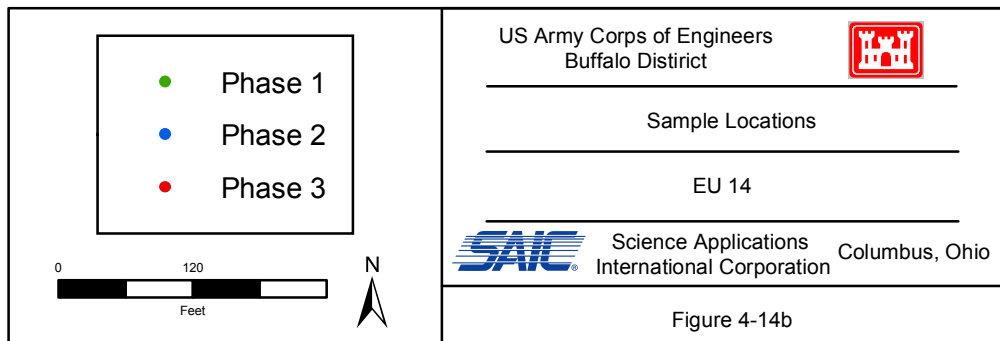 Phase 1
Phase 2
Phase 3
0 120
Feet
N
US Army Corps of Engineers
Buffalo Distirict
Sample Locations
EU 14
SAIC®
Science Applications
International Corporation
Columbus, Ohio
Figure 4-14b